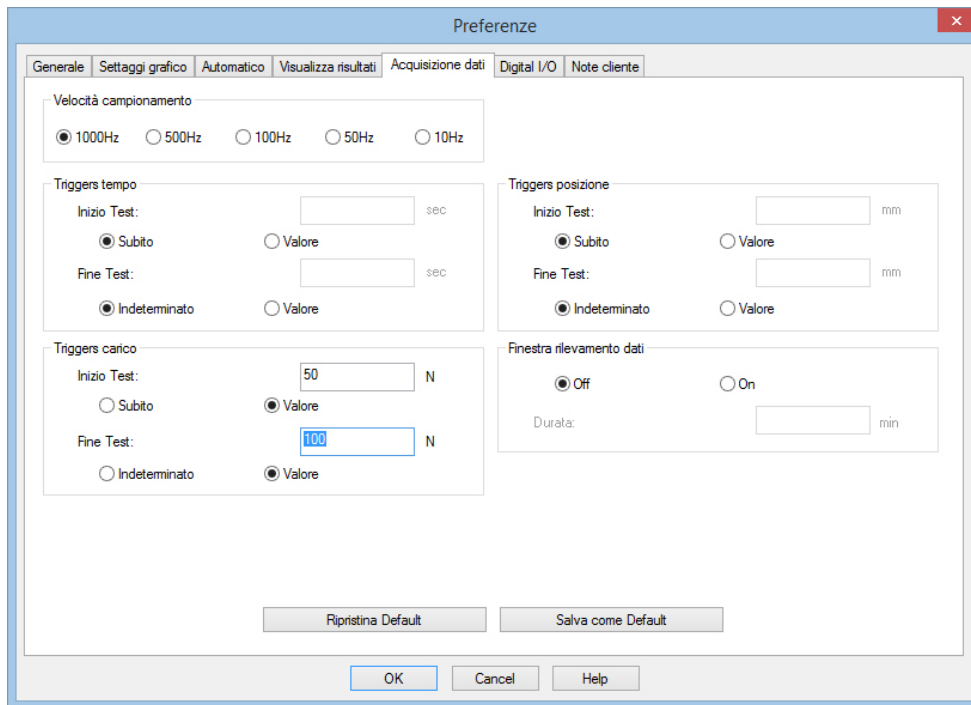 Preferenze
Generale
Settaggi grafico
Automatico
Visualizza risultati
Acquisizione dati
Digital I/O
Note cliente
Velocità campionamento
1000Hz
500Hz
100Hz
50Hz
10Hz
Triggers tempo
Inizio Test:
sec
Subito
Valore
Fine Test:
sec
Indeterminato
Valore
Triggers posizione
Inizio Test:
mm
Subito
Valore
Fine Test:
mm
Indeterminato
Valore
Triggers carico
Inizio Test:
50
N
Subito
Valore
Fine Test:
100
N
Indeterminato
Valore
Finestra rilevamento dati
Off
On
Durata:
min
Ripristina Default
Salva come Default
OK
Cancel
Help